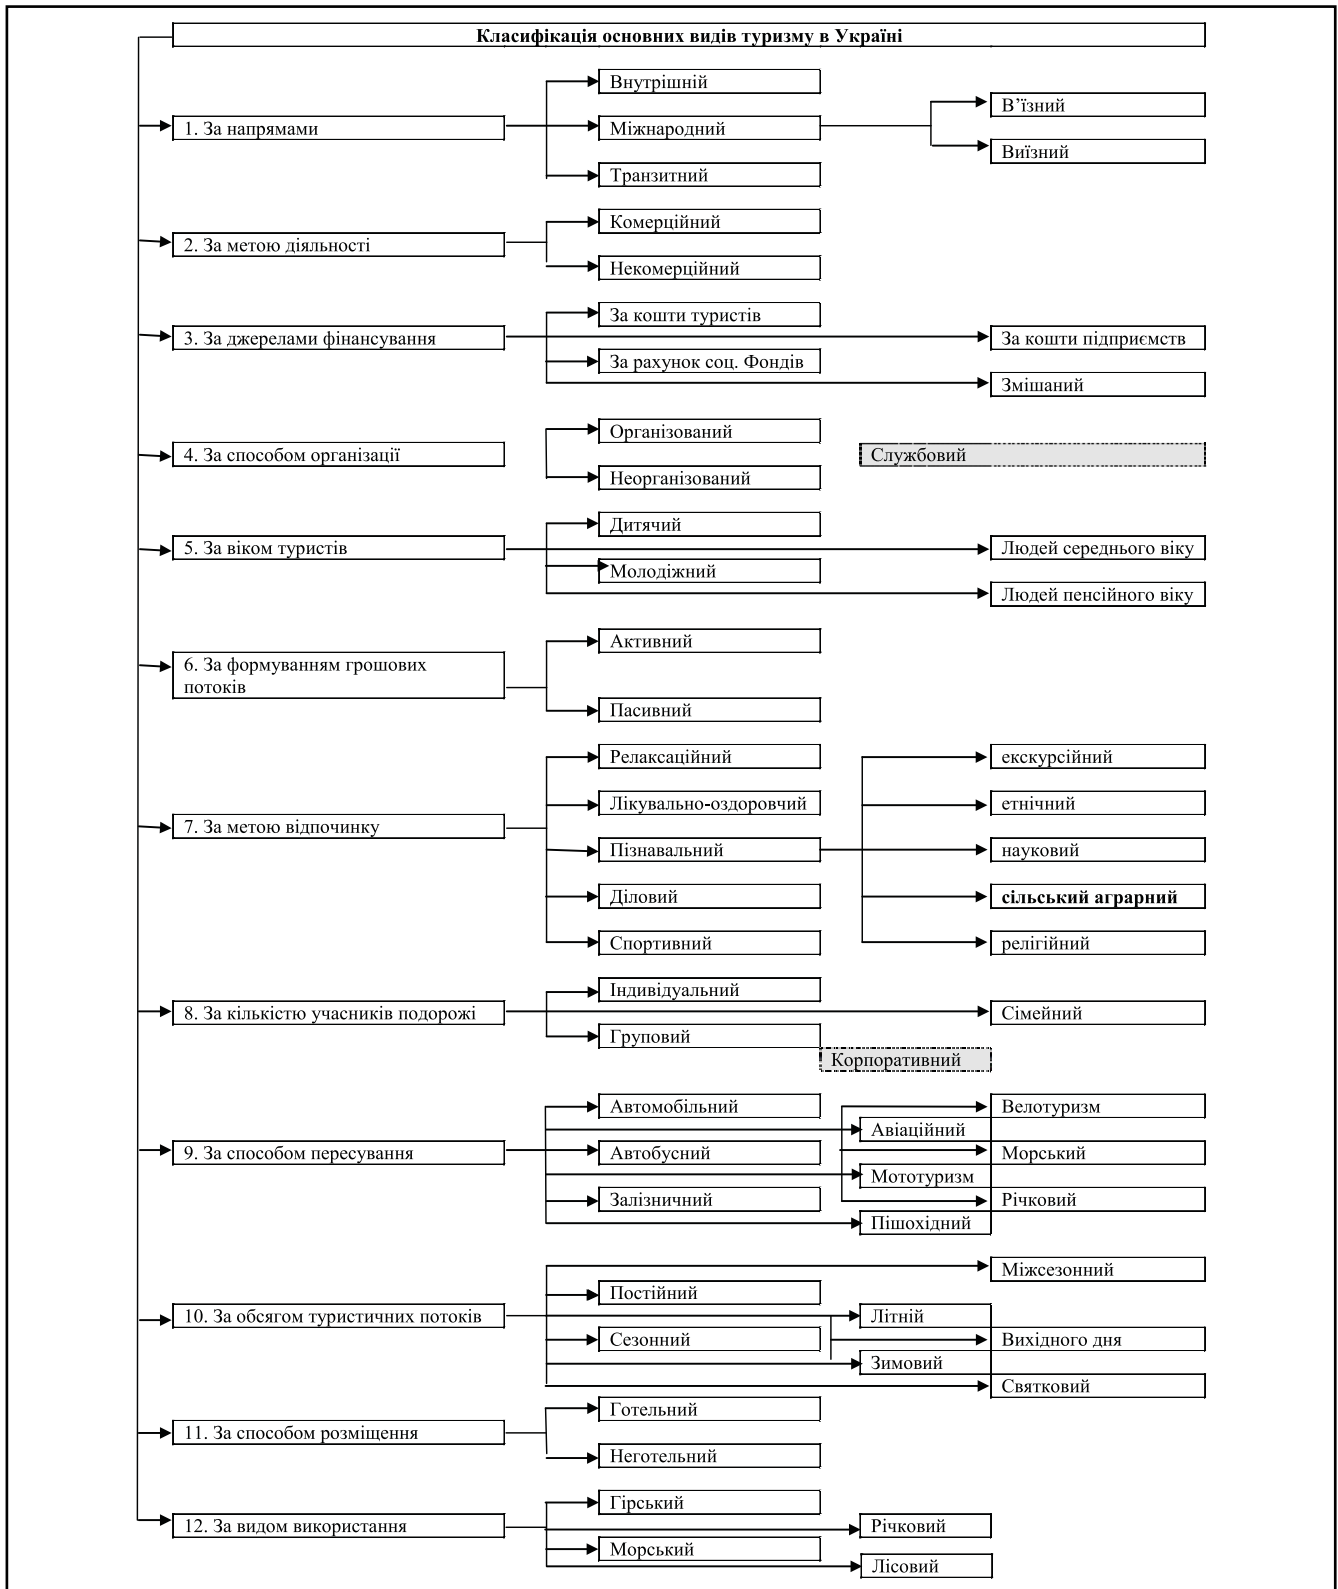 Класифікація основних видів туризму в Україні
Внутрішній
В’їзний
1. За напрямами
Міжнародний
Виїзний
Транзитний
Комерційний
2. За метою діяльності
Некомерційний
За кошти туристів
3. За джерелами фінансування
За кошти підприємств
За рахунок соц. Фондів
Змішаний
Організований
4. За способом організації
Службовий
Неорганізований
Дитячий
5. За віком туристів
Людей середнього віку
Молодіжний
Людей пенсійного віку
Активний
6. За формуванням грошових
потоків
Пасивний
Релаксаційний
екскурсійний
Лікувально-оздоровчий
етнічний
7. За метою відпочинку
Пізнавальний
науковий
Діловий
сільський аграрний
Спортивний
релігійний
Індивідуальний
8. За кількістю учасників подорожі
Сімейний
Груповий
Корпоративний
Автомобільний
Велотуризм
Авіаційний
9. За способом пересування
Автобусний
Морський
Мототуризм
Залізничний
Річковий
Пішохідний
Міжсезонний
Постійний
10. За обсягом туристичних потоків
Літній
Сезонний
Вихідного дня
Зимовий
Святковий
Готельний
11. За способом розміщення
Неготельний
Гірський
12. За видом використання
Річковий
Морський
Лісовий